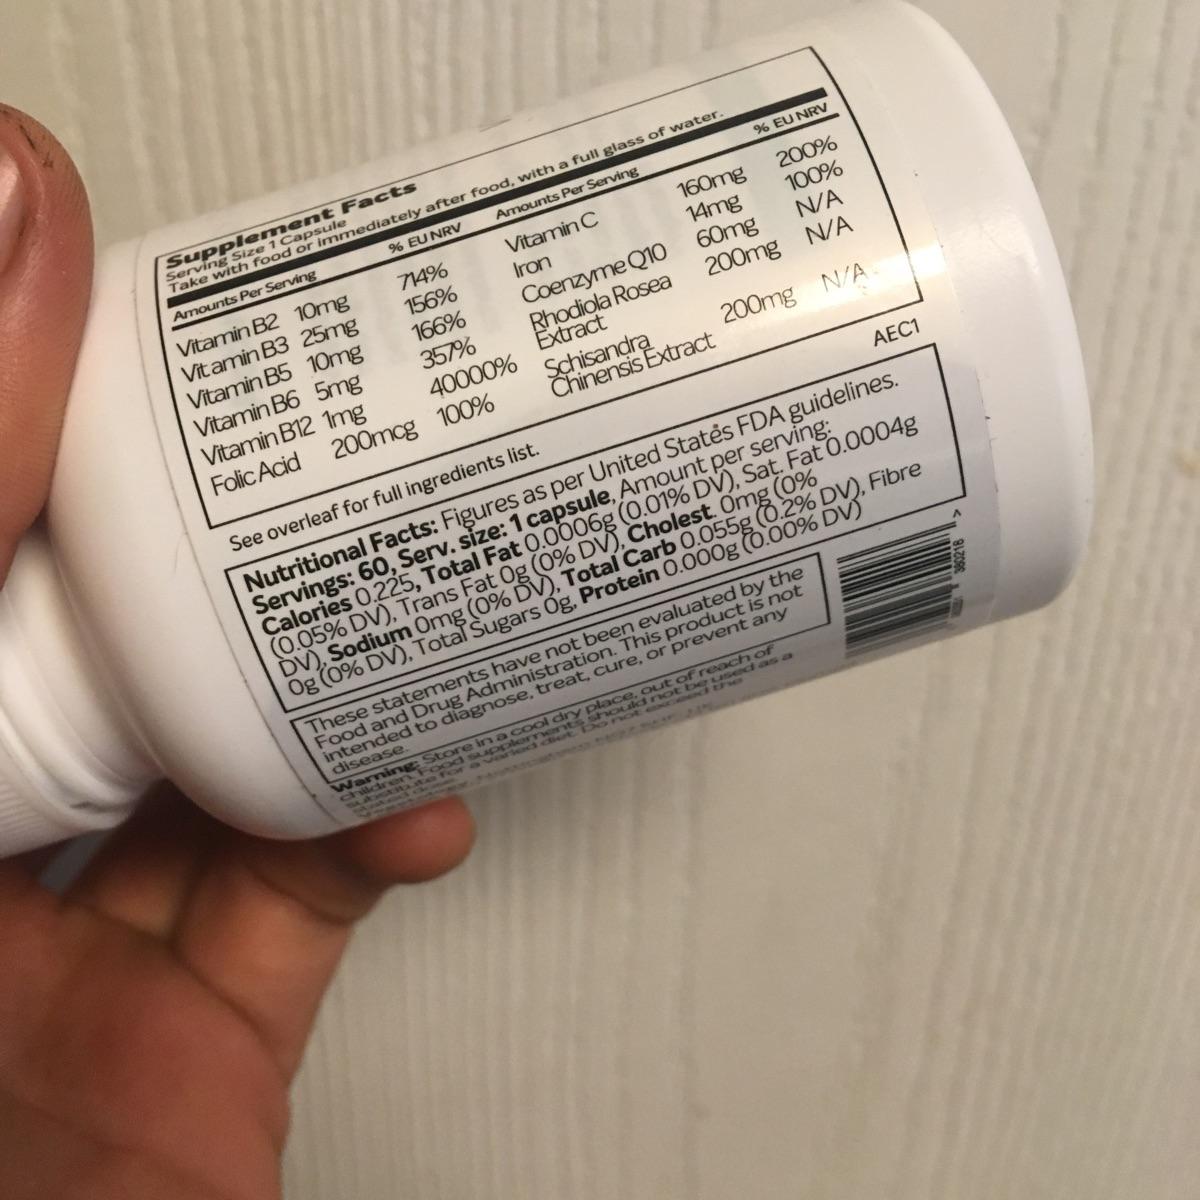 Supplement Facts
Serving Size 1 Capsule
Take with food or immediately after food, with a full glass of water.
Amounts Per Serving % EU NRV
Vitamin B2 10mg 714%
Vitamin B3 25mg 156%
Vitamin B5 10mg 166%
Vitamin B6 5mg 357%
Vitamin B12 1mg 40000%
Folic Acid 200mcg 100%
Amounts Per Serving % EU NRV
Vitamin C 160mg 200%
Iron 14mg 100%
Coenzyme Q10 60mg N/A
Rhodiola Rosea 200mg N/A
Extract
Schisandra
Chinensis Extract 200mg N/A
See overleaf for full ingredients list.
AEC1
Nutritional Facts: Figures as per United States FDA guidelines.
Servings: 60, Serv. size: 1 capsule, Amount per serving:
Calories 0.225, Total Fat 0.0006g (0.01% DV), Sat. Fat 0.0004g
(0.05% DV), Trans Fat 0g (0% DV), Cholest. 0mg (0%
DV), Sodium 0mg (0% DV), Total Carb 0.055g (0.2% DV), Fibre
0g (0% DV), Total Sugars 0g, Protein 0.000g (0.00% DV)
These statements have not been evaluated by the
Food and Drug Administration. This product is not
intended to diagnose, treat, cure, or prevent any
disease.
Warning: Store in a cool dry place, out of reach of
children. Food supplements should not be used as a
substitute for a varied diet. Do not exceed the
stated dose.